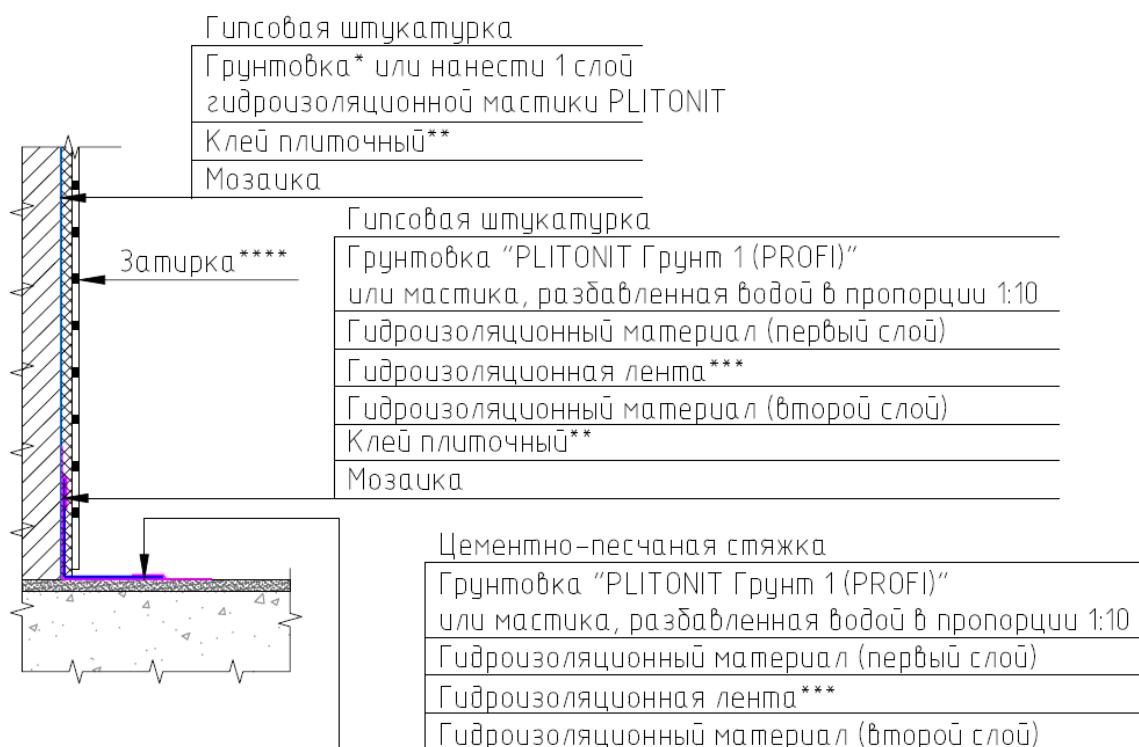 Гипсовая штукатурка
Грунтовка* или нанести 1 слой
гидроизоляционной мастики PLITONIT
Клей плиточный**
Мозаика
Затирка****
Гипсовая штукатурка
Грунтовка "PLITONIT Грунт 1 (PROFI)"
или мастика, разбавленная водой в пропорции 1:10
Гидроизоляционный материал (первый слой)
Гидроизоляционная лента***
Гидроизоляционный материал (второй слой)
Клей плиточный**
Мозаика
Цементно-песчаная стяжка
Грунтовка "PLITONIT Грунт 1 (PROFI)"
или мастика, разбавленная водой в пропорции 1:10
Гидроизоляционный материал (первый слой)
Гидроизоляционная лента***
Гидроизоляционный материал (второй слой)